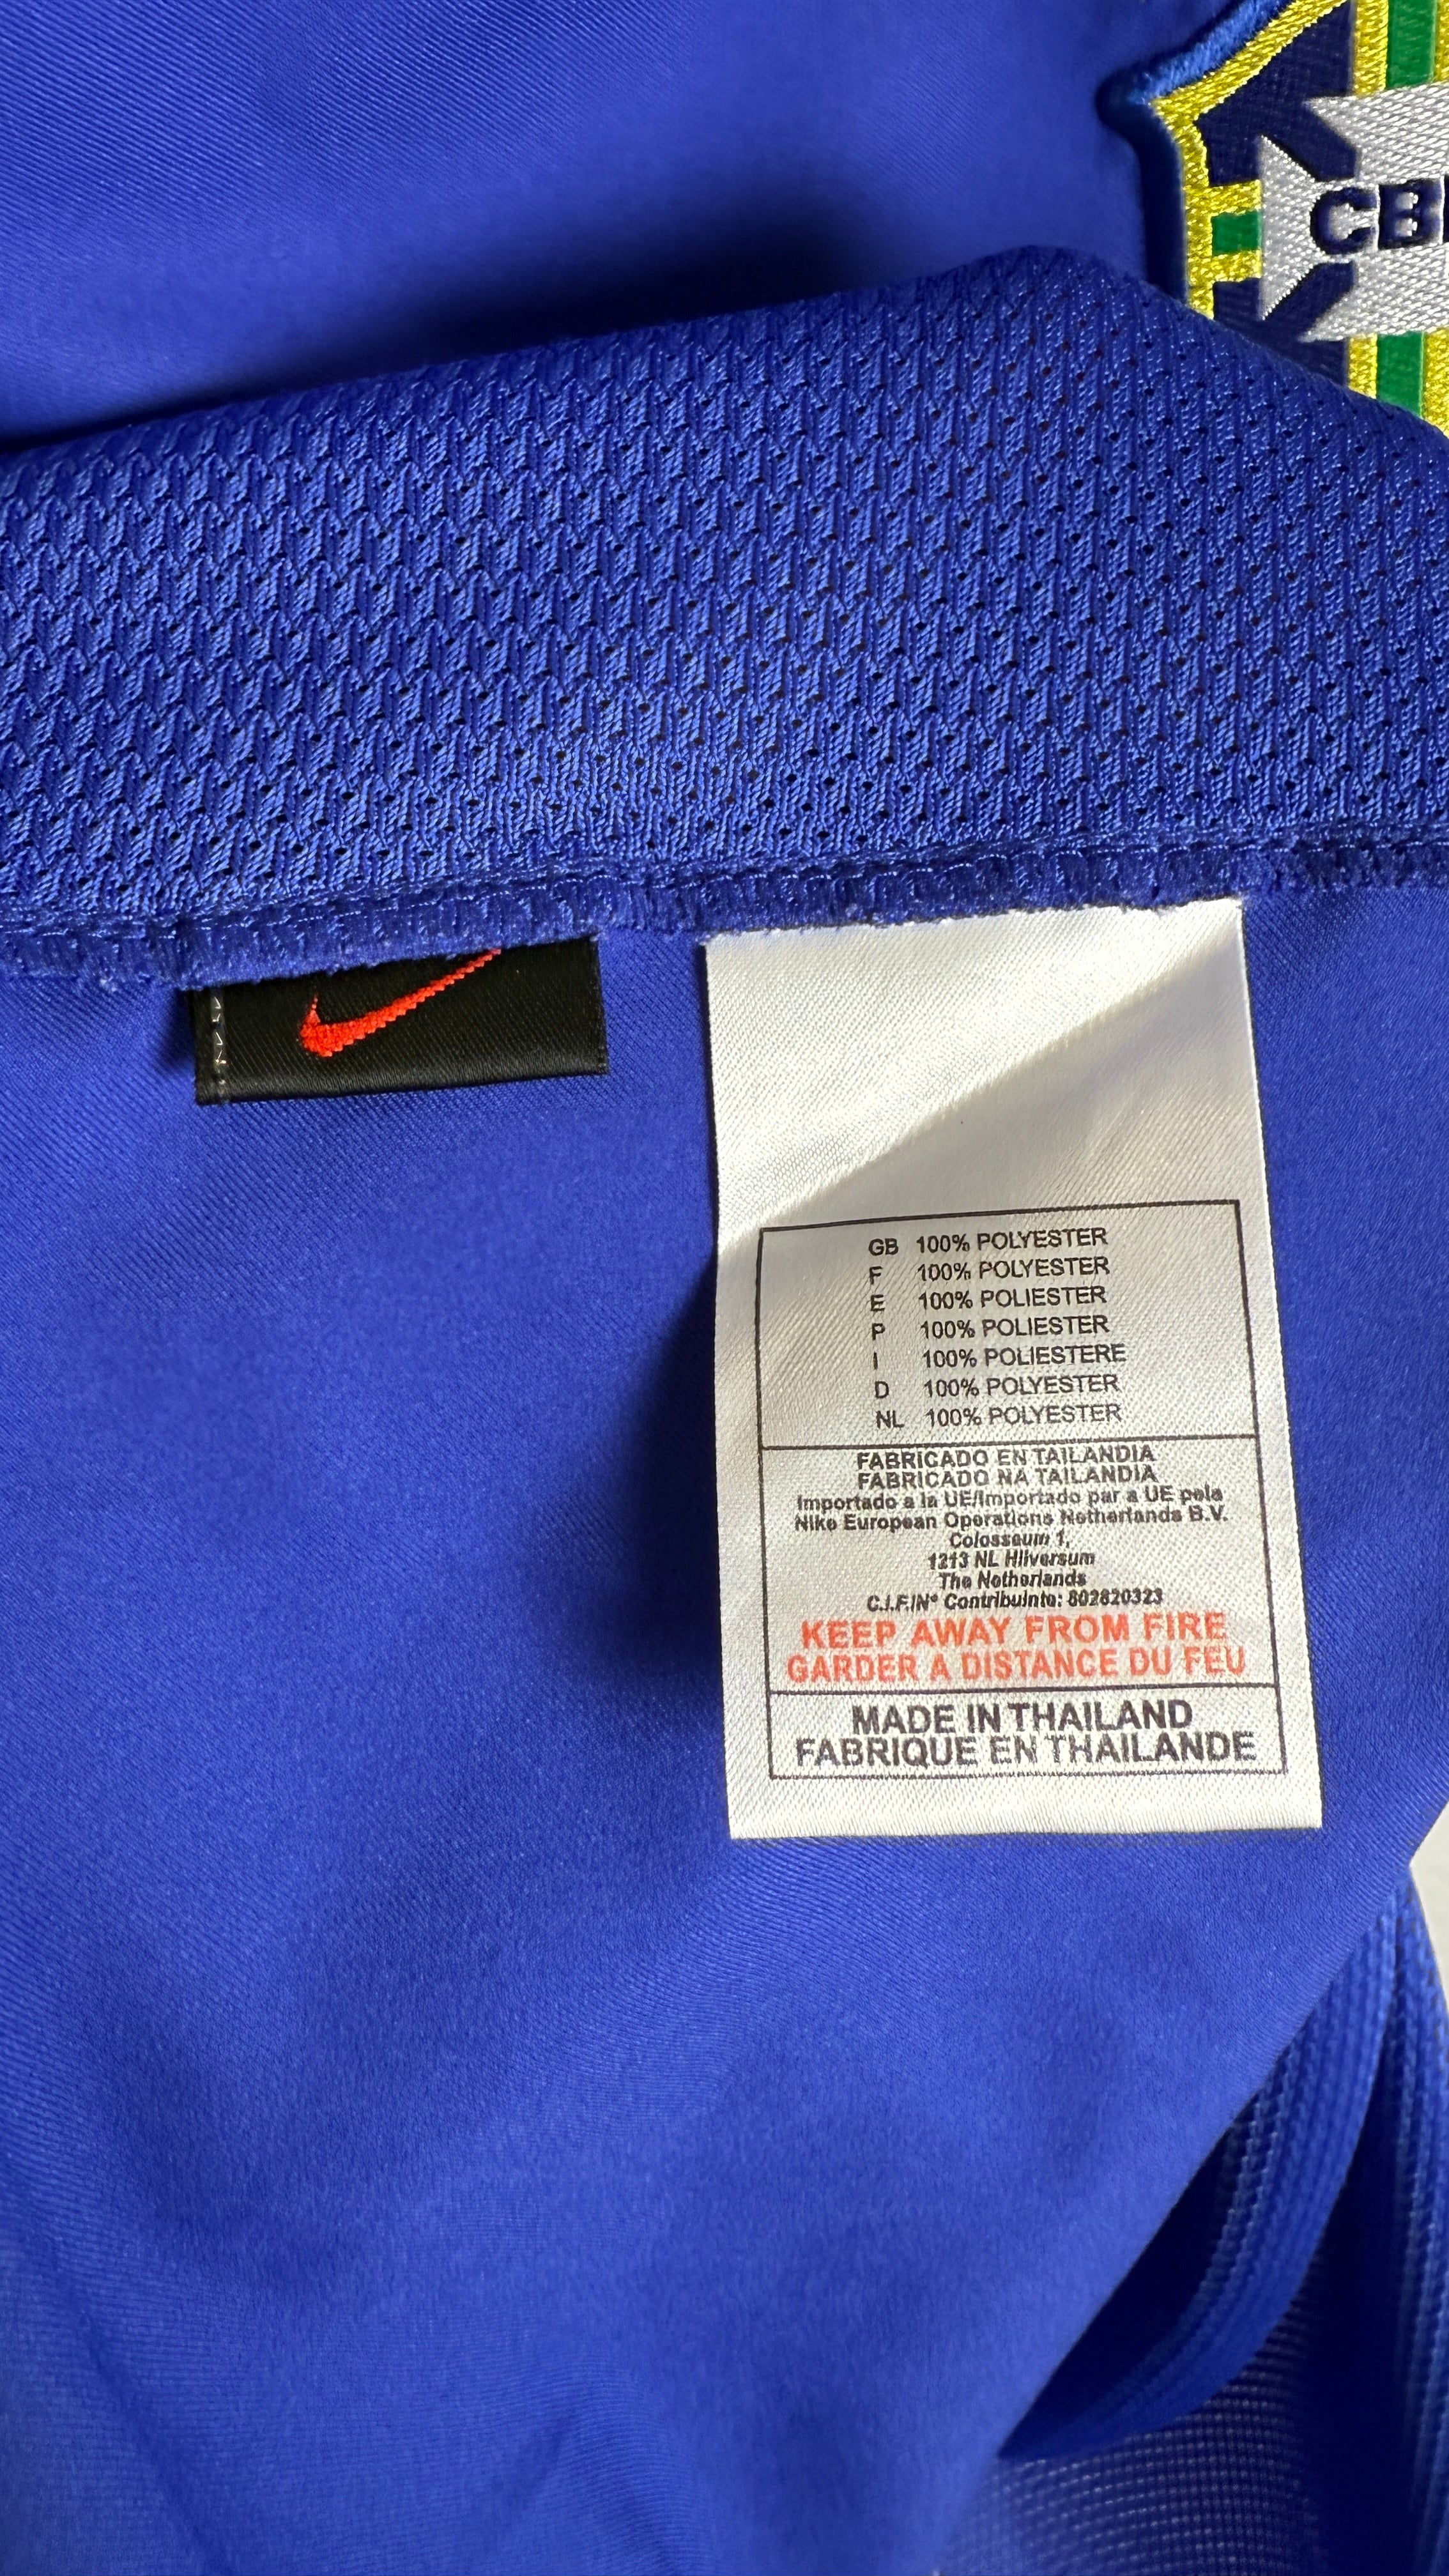 CB
GB 100% POLYESTER
F 100% POLYESTER
E 100% POLIESTER
P 100% POLIESTER
I 100% POLIESTERE
D 100% POLYESTER
NL 100% POLYESTER
FABRICADO EN TAILANDIA
FABRICADO NA TAILANDIA
Importado a la UE/Importado par a UE pela
Nike European Operations Netherlands B.V.
Colosseum 1,
1213 NL Hilversum
The Netherlands
C.I.F./N° Contribuinte: 802820323
KEEP AWAY FROM FIRE
GARDER A DISTANCE DU FEU
MADE IN THAILAND
FABRIQUE EN THAILANDE